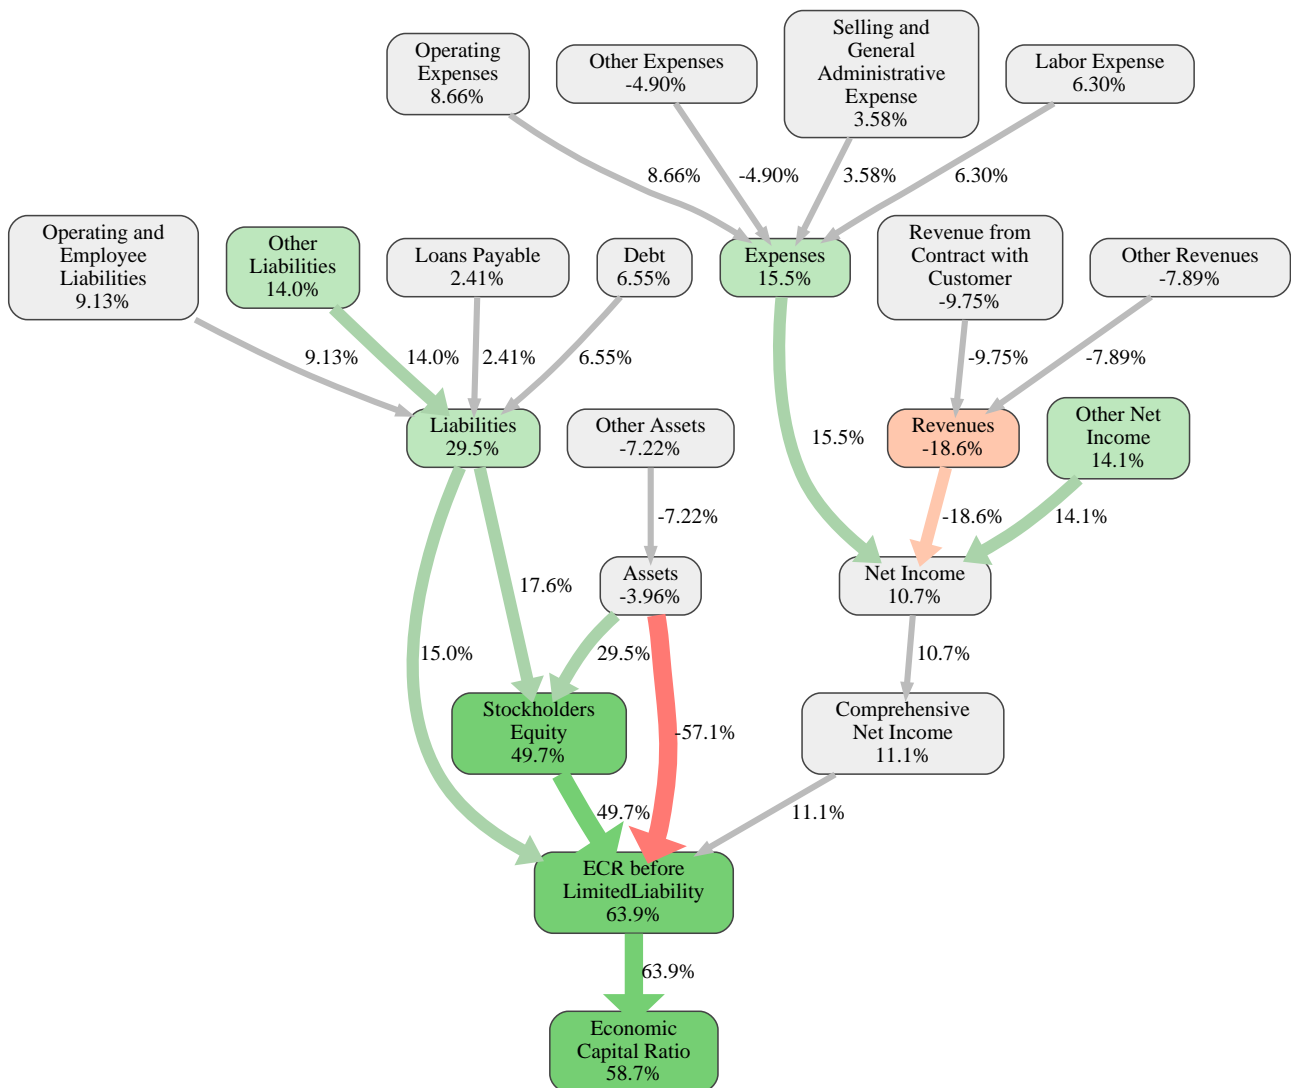 Operating
Expenses
8.66%
Other Expenses
-4.90%
Selling and
General
Administrative
Expense
3.58%
Labor Expense
6.30%
8.66%
-4.90%
3.58%
6.30%
Operating and
Employee
Liabilities
9.13%
Other
Liabilities
14.0%
Loans Payable
2.41%
Debt
6.55%
Expenses
15.5%
Revenue from
Contract with
Customer
-9.75%
Other Revenues
-7.89%
9.13%
14.0%
2.41%
6.55%
-9.75%
-7.89%
Liabilities
29.5%
Other Assets
-7.22%
15.5%
Revenues
-18.6%
Other Net
Income
14.1%
-7.22%
-18.6%
14.1%
17.6%
Assets
-3.96%
Net Income
10.7%
15.0%
29.5%
10.7%
Stockholders
Equity
49.7%
-57.1%
Comprehensive
Net Income
11.1%
49.7%
11.1%
ECR before
LimitedLiability
63.9%
63.9%
Economic
Capital Ratio
58.7%